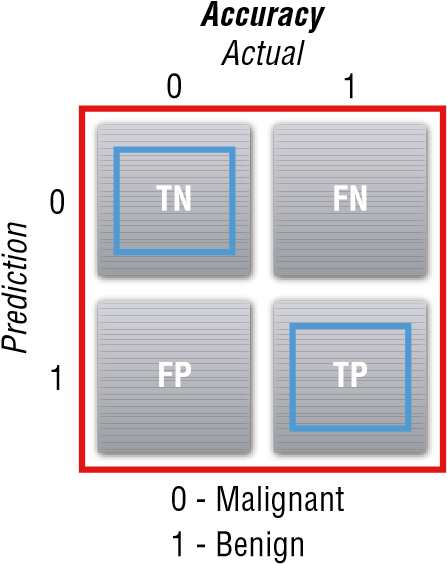 Accuracy
Actual
0 1
Prediction
0 TN FN
1 FP TP
0 - Malignant
1 - Benign